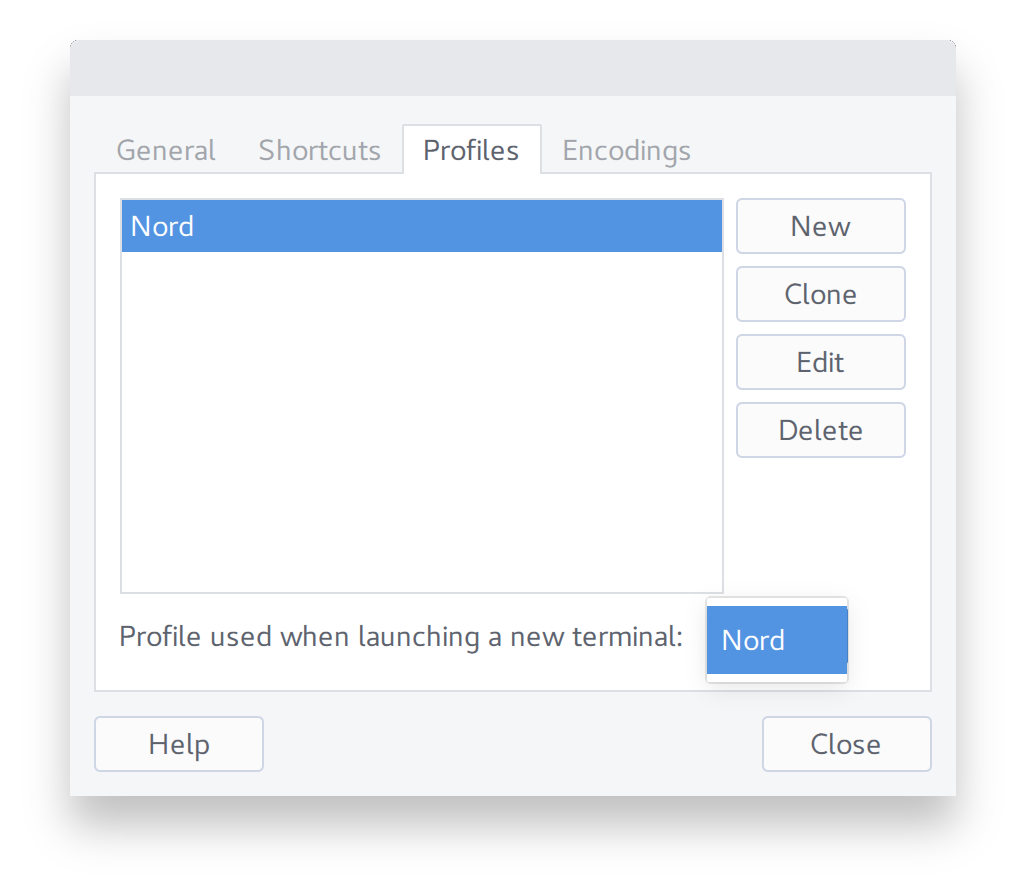 General Shortcuts Profiles Encodings
Nord
New
Clone
Edit
Delete
Profile used when launching a new terminal: Nord
Help Close